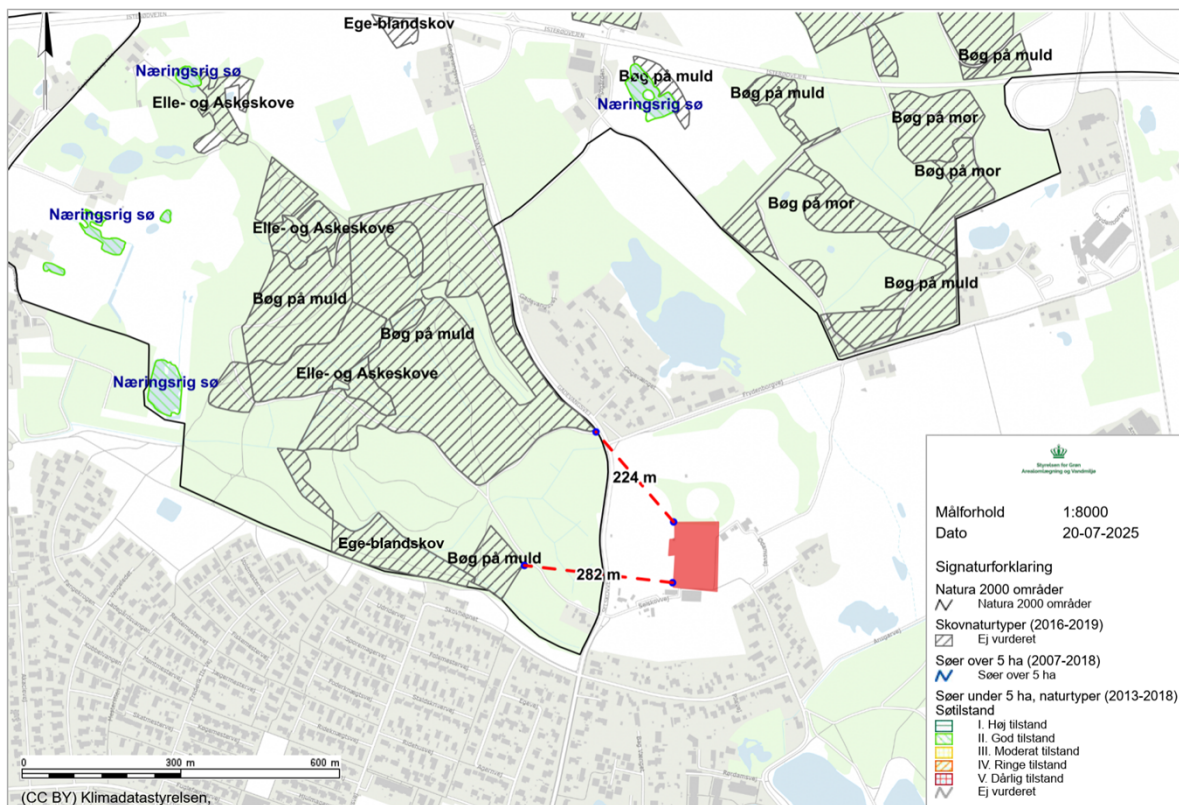 Ege-blandskov
Næringsrig sø
Elle- og Askeskove
Bøg på muld
Næringsrig sø
Bøg på muld
Bøg på muld
Bøg på mor
Bøg på mor
Bøg på mor
Næringsrig sø
Elle- og Askeskove
Bøg på muld
Bøg på muld
Bøg på muld
Elle- og Askeskove
Næringsrig sø
Frydenborgvej
224 m
Ege-blandskov
Bøg på muld
282 m
Selskovvej
Styrelsen for Grøn
Arealomlægning og Vandmiljø
Målforhold 1:8000
Dato 20-07-2025
Signaturforklaring
Natura 2000 områder
Natura 2000 områder
Skovnaturtyper (2016-2019)
Ej vurderet
Søer over 5 ha (2007-2018)
Søer over 5 ha
Søer under 5 ha, naturtyper (2013-2018)
Søtilstand
I. Høj tilstand
II. God tilstand
III. Moderat tilstand
IV. Ringe tilstand
V. Dårlig tilstand
Ej vurderet
0 300 m 600 m
(CC BY) Klimadatastyrelsen,